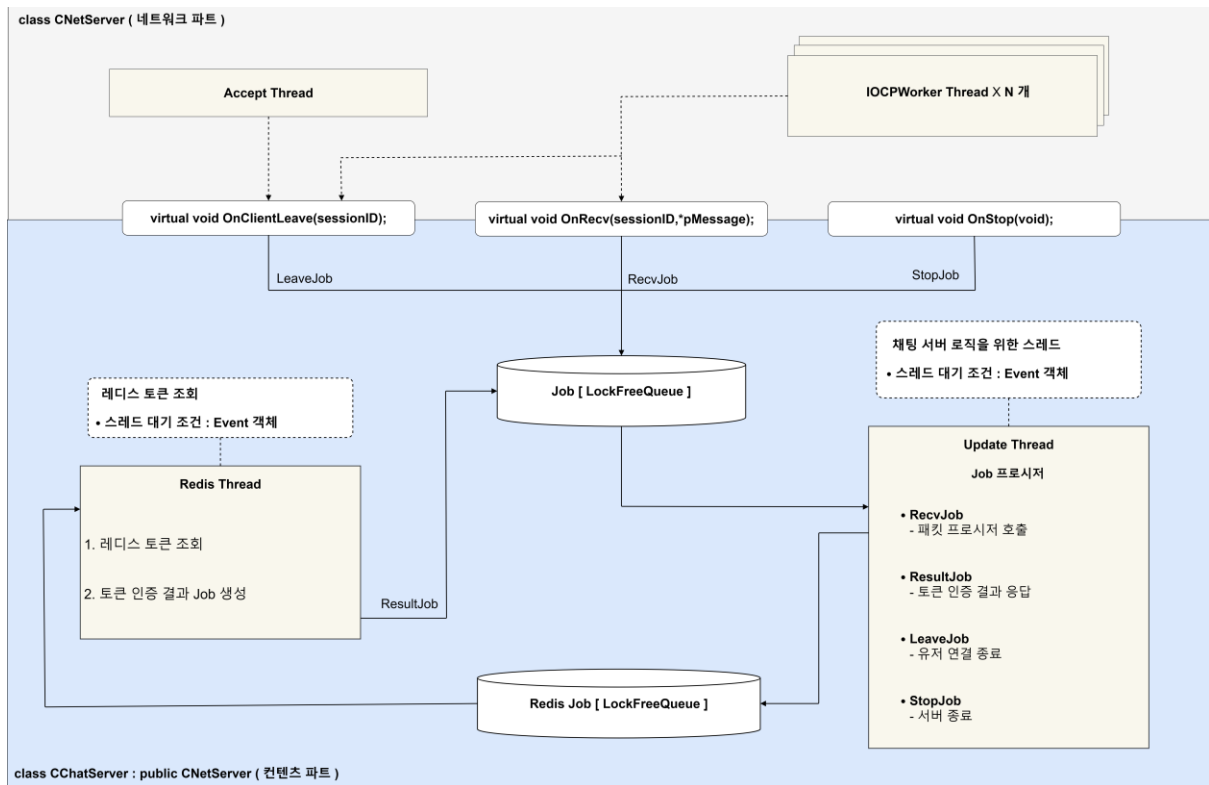 class CNetServer ( 네트워크 파트 )
Accept Thread
IOCPWorker Thread X N 개
virtual void OnClientLeave(sessionID);
virtual void OnRecv(sessionID,*pMessage);
virtual void OnStop(void);
LeaveJob
RecvJob
StopJob
채팅 서버 로직을 위한 스레드
• 스레드 대기 조건 : Event 객체
Job [ LockFreeQueue ]
레디스 토큰 조회
• 스레드 대기 조건 : Event 객체
Redis Thread
1. 레디스 토큰 조회
2. 토큰 인증 결과 Job 생성
ResultJob
Update Thread
Job 프로시저
• RecvJob
- 패킷 프로시저 호출
• ResultJob
- 토큰 인증 결과 응답
• LeaveJob
- 유저 연결 종료
• StopJob
- 서버 종료
Redis Job [ LockFreeQueue ]
class CChatServer : public CNetServer ( 컨텐츠 파트 )